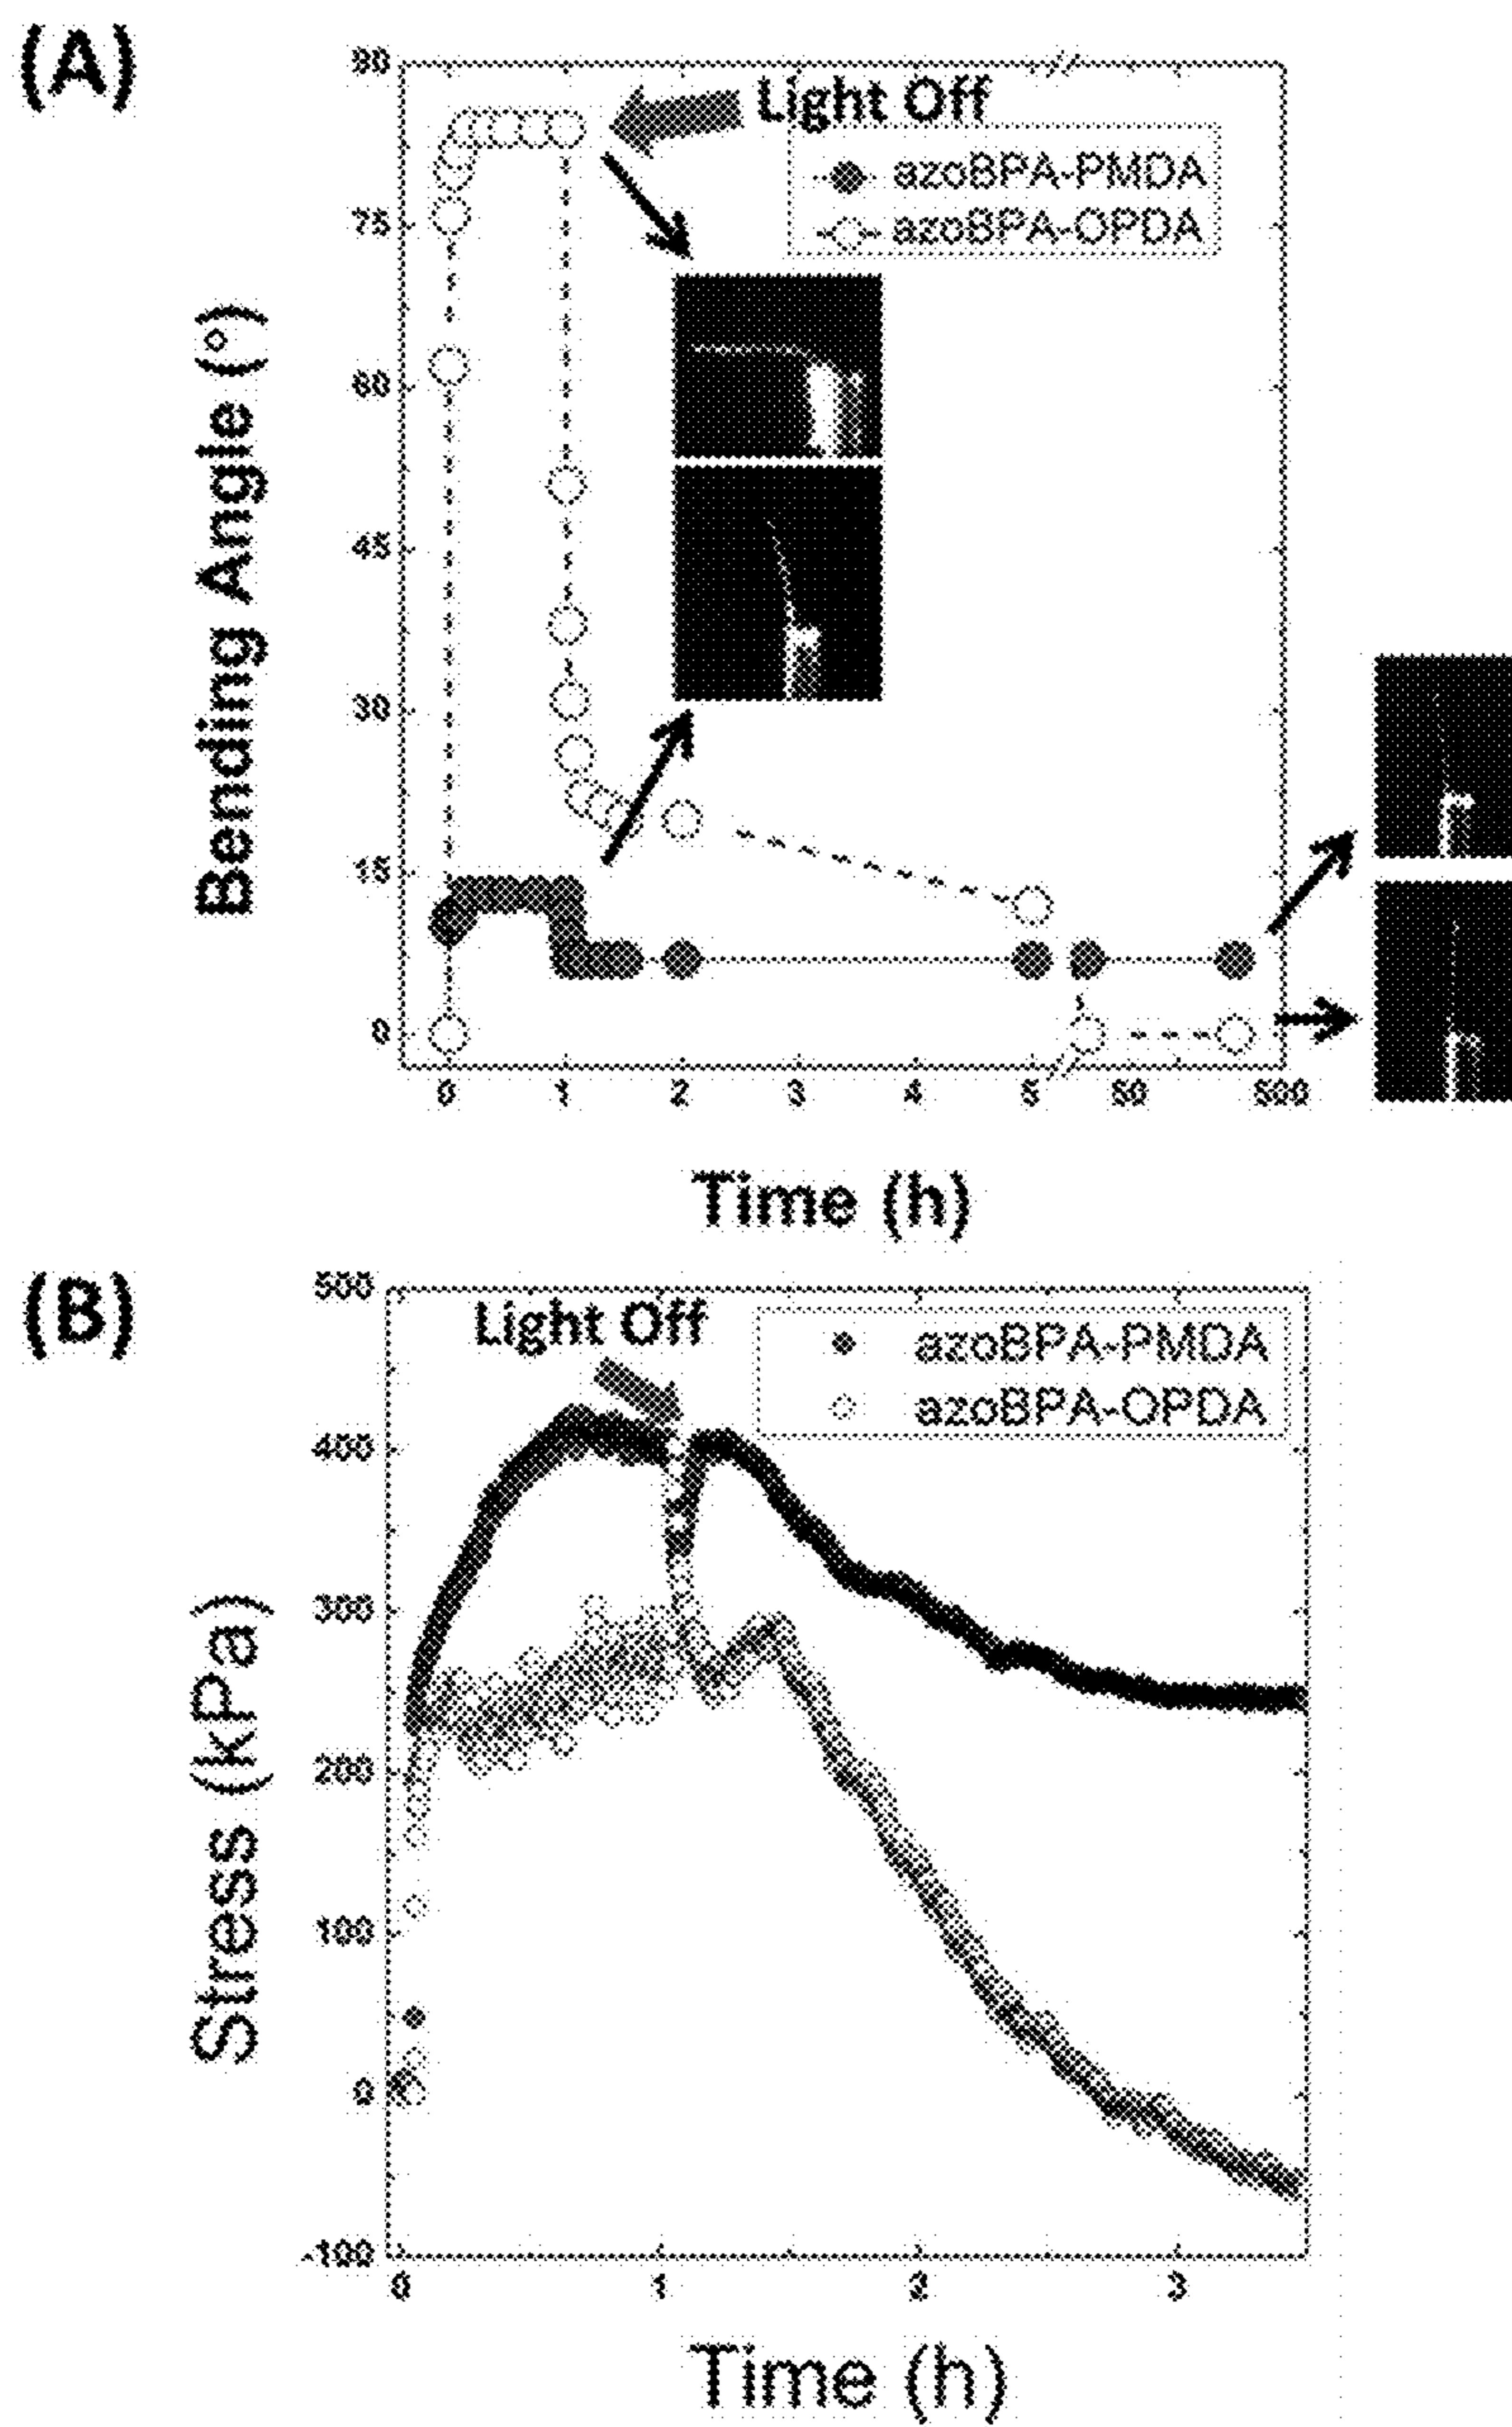 (A)
Light Off
azoBPA-PMDA
azoBPA-OPDA
90
75
60
45
30
15
0
Bending Angle (°)
0 1 2 3 4 5 50 500
Time (h)
(B)
Light Off
azoBPA-PMDA
azoBPA-OPDA
500
400
300
200
100
0
-100
Stress (kPa)
0 1 2 3
Time (h)